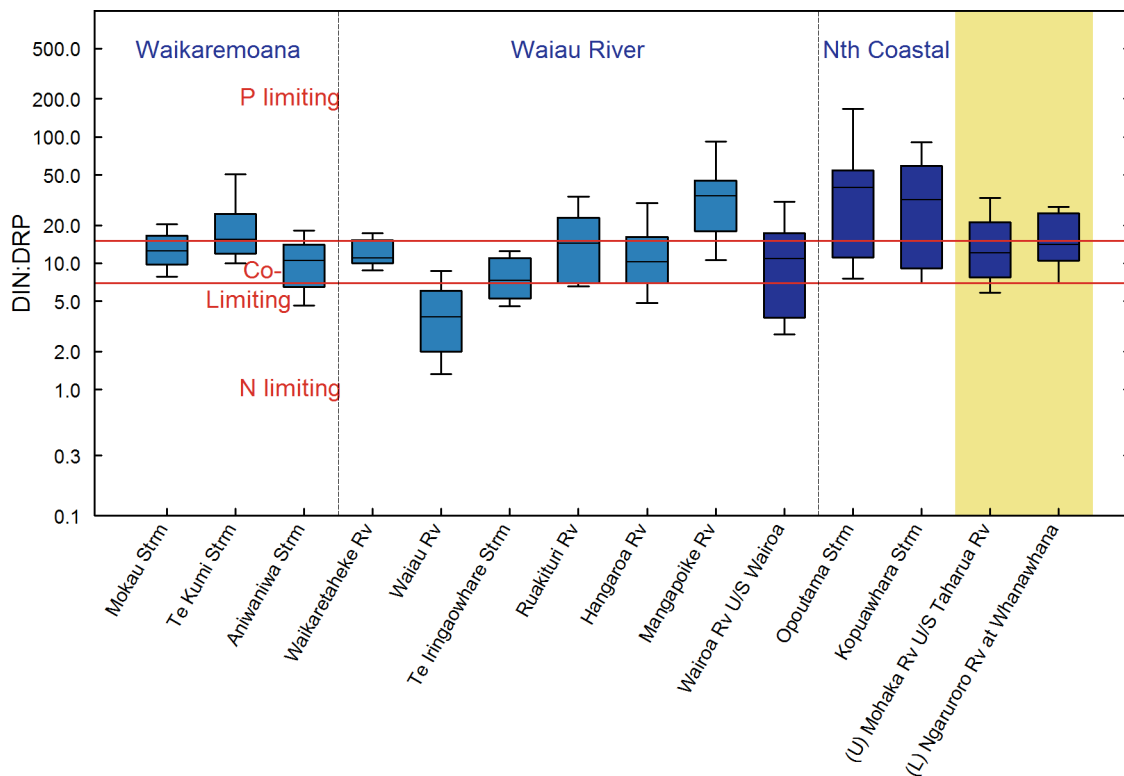 Waikaremoana
Waiau River
Nth Coastal
P limiting
Co-
Limiting
N limiting
DIN:DRP
500.0
200.0
100.0
50.0
20.0
10.0
5.0
2.0
1.0
0.3
0.1
Mokau Strm
Te Kumi Strm
Aniwaniwa Strm
Waikaretaheke Rv
Waiau Rv
Te Iringaowhare Strm
Ruakituri Rv
Hangaroa Rv
Mangapoike Rv
Wairoa Rv U/S Wairoa
Opoutama Strm
Kopuawhara Strm
(U) Mohaka Rv U/S Taharua Rv
(L) Ngaruroro Rv at Whanawhana